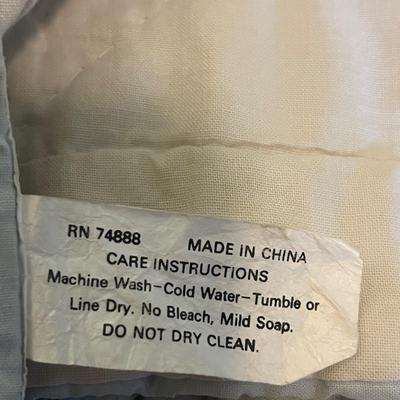 RN 74888 MADE IN CHINA
CARE INSTRUCTIONS
Machine Wash-Cold Water-Tumble or
Line Dry. No Bleach, Mild Soap.
DO NOT DRY CLEAN.